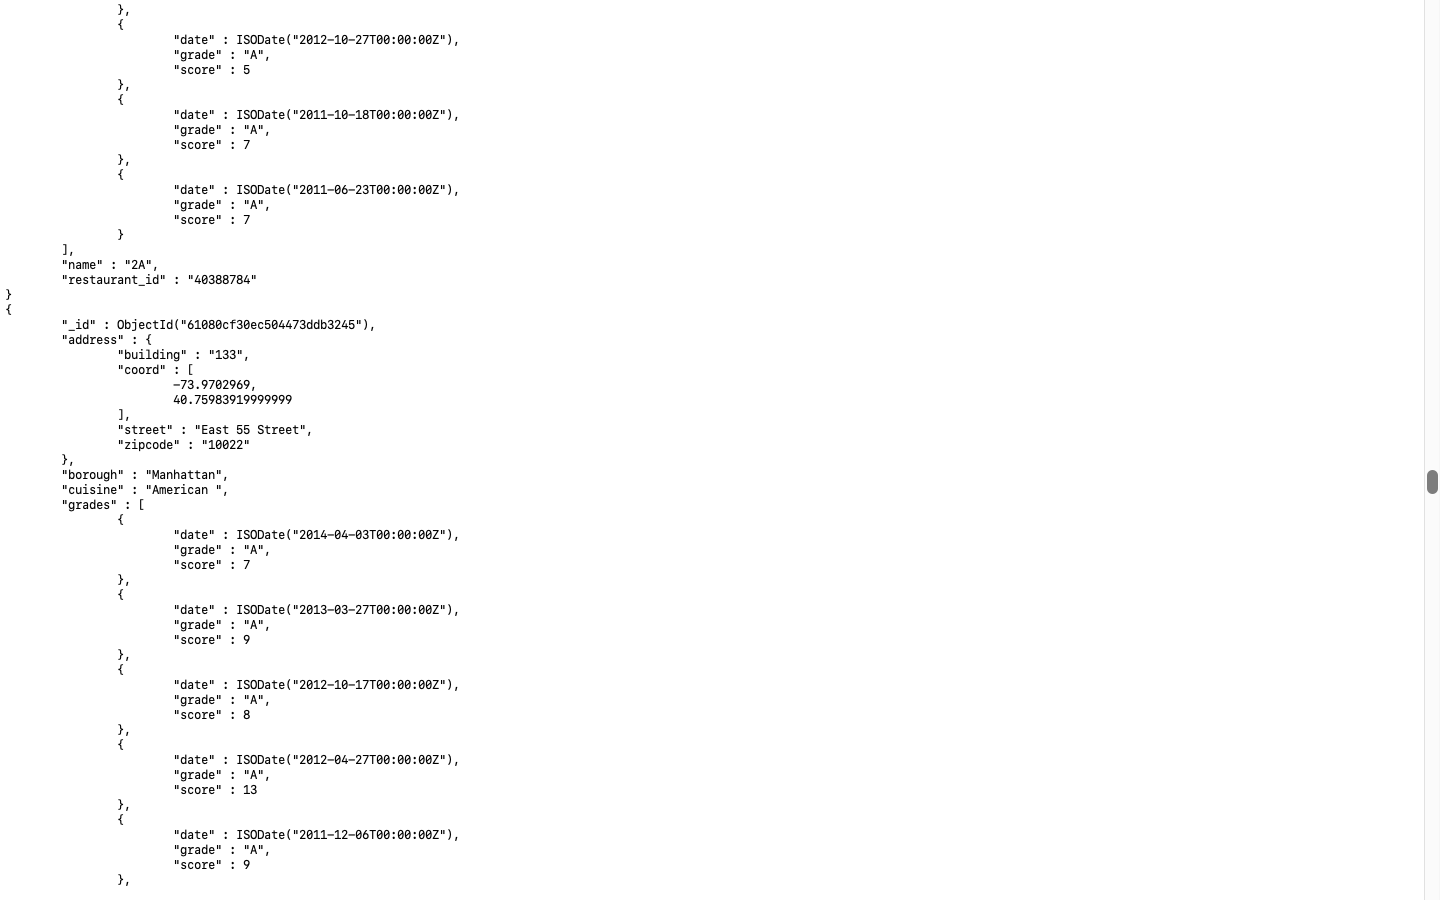 },
{
"date" : ISODate("2012-10-27T00:00:00Z"),
"grade" : "A",
"score" : 5
},
{
"date" : ISODate("2011-10-18T00:00:00Z"),
"grade" : "A",
"score" : 7
},
{
"date" : ISODate("2011-06-23T00:00:00Z"),
"grade" : "A",
"score" : 7
}
],
"name" : "2A",
"restaurant_id" : "40388784"
}
{
"_id" : ObjectId("61080cf30ec504473ddb3245"),
"address" : {
"building" : "133",
"coord" : [
-73.9702969,
40.75983919999999
],
"street" : "East 55 Street",
"zipcode" : "10022"
},
"borough" : "Manhattan",
"cuisine" : "American ",
"grades" : [
{
"date" : ISODate("2014-04-03T00:00:00Z"),
"grade" : "A",
"score" : 7
},
{
"date" : ISODate("2013-03-27T00:00:00Z"),
"grade" : "A",
"score" : 9
},
{
"date" : ISODate("2012-10-17T00:00:00Z"),
"grade" : "A",
"score" : 8
},
{
"date" : ISODate("2012-04-27T00:00:00Z"),
"grade" : "A",
"score" : 13
},
{
"date" : ISODate("2011-12-06T00:00:00Z"),
"grade" : "A",
"score" : 9
},